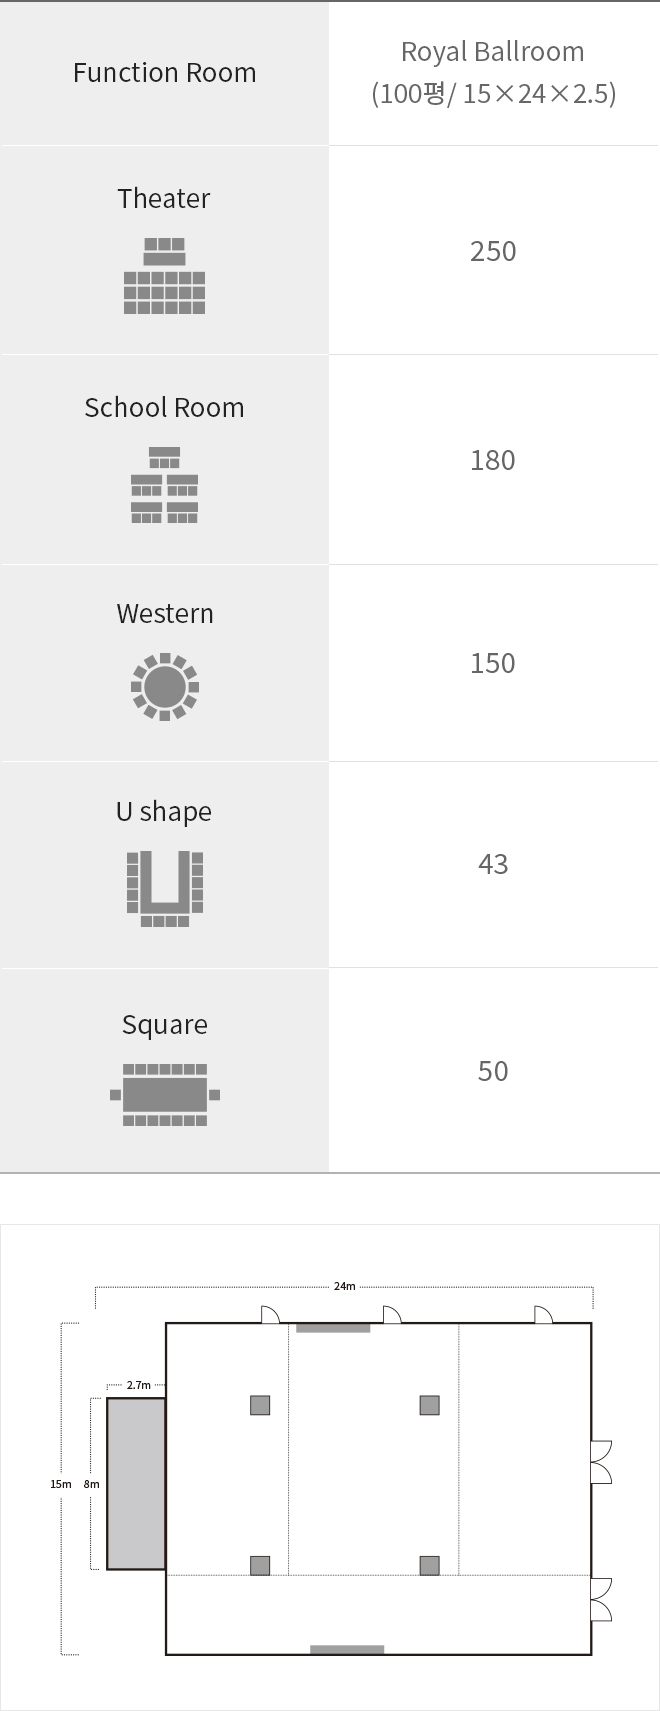 Function Room
Royal Ballroom
(100평/ 15×24×2.5)
Theater
250
School Room
180
Western
150
U shape
43
Square
50
24m
2.7m
15m
8m